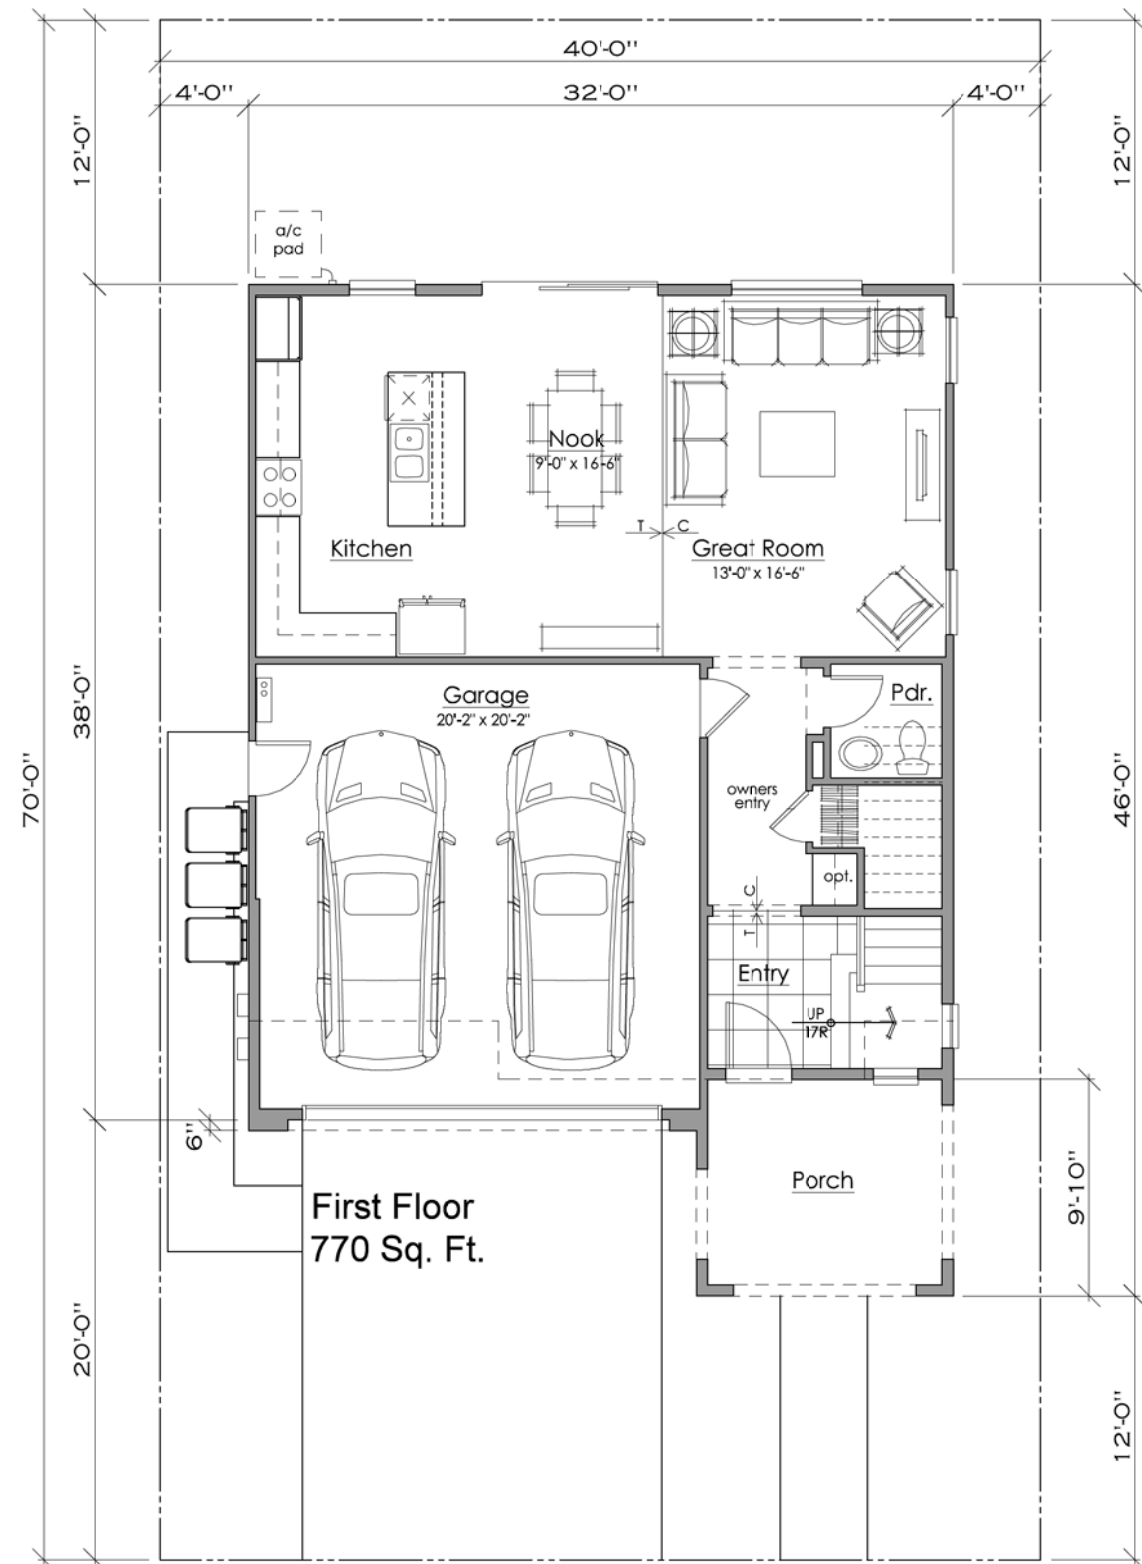 40'-0"
4'-0"
32'-0"
4'-0"
12'-0"
12'-0"
a/c
pad
Nook
9'-0" x 16'-6"
T
C
Kitchen
Great Room
13'-0" x 16'-6"
38'-0"
70'-0"
46'-0"
Garage
20'-2" x 20'-2"
Pdr.
owners
entry
opt.
C
T
Entry
UP
17R
6"
Porch
9'-10"
First Floor
770 Sq. Ft.
20'-0"
12'-0"